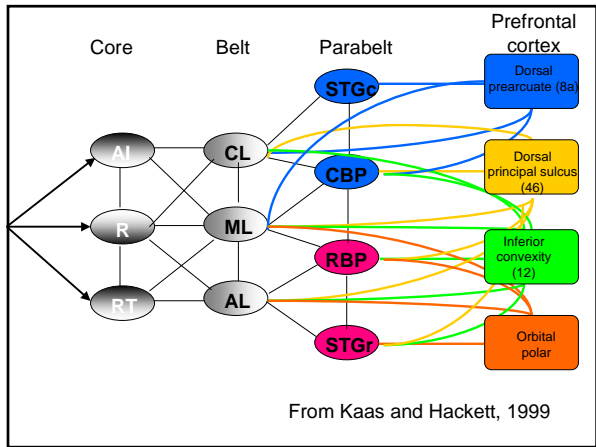 Core
Belt
Parabelt
Prefrontal
cortex
STGc
Dorsal
prearcuate (8a)
AI
CL
CBP
Dorsal
principal sulcus
(46)
R
ML
RBP
Inferior
convexity
(12)
RT
AL
STGr
Orbital
polar
From Kaas and Hackett, 1999